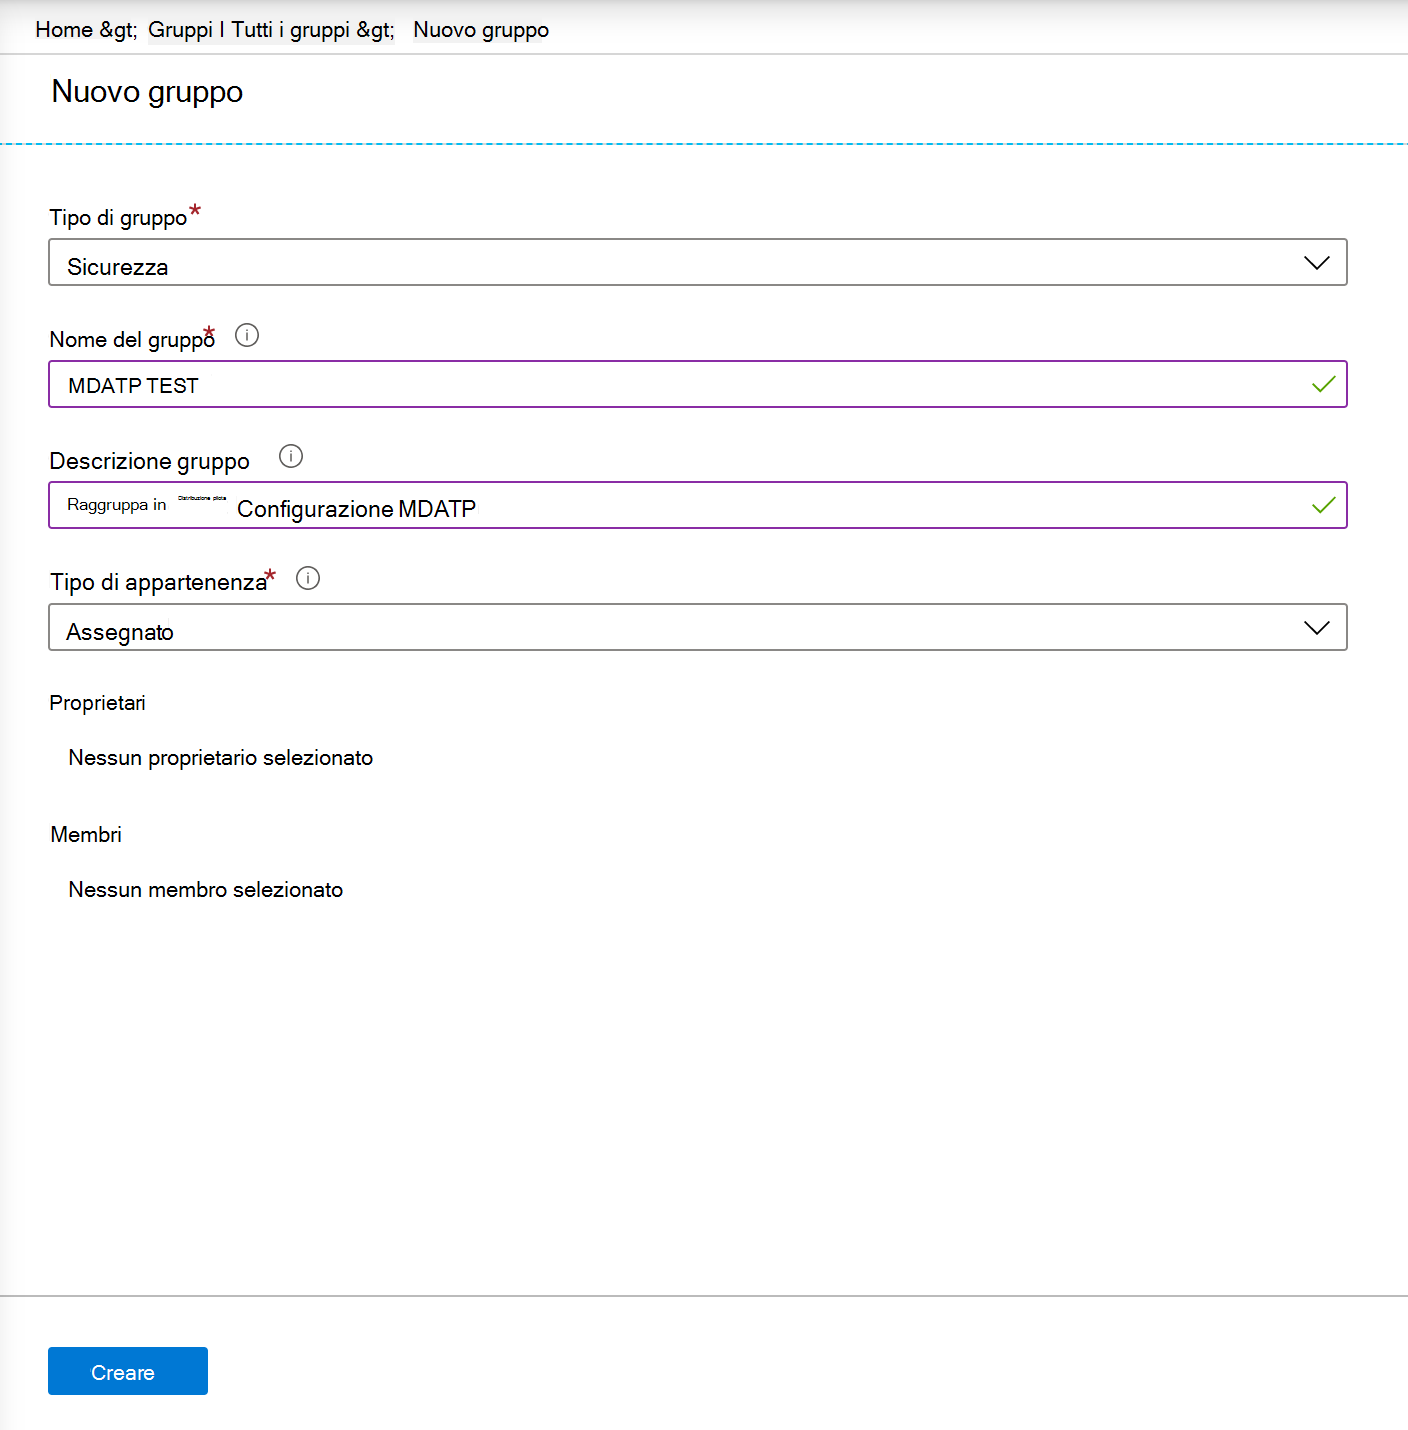 Home &gt; Gruppi I Tutti i gruppi &gt; Nuovo gruppo
Nuovo gruppo
Tipo di gruppo*
Sicurezza
Nome del gruppo*
MDATP TEST
Descrizione gruppo
Raggruppa in Distribuzione pilota Configurazione MDATP
Tipo di appartenenza*
Assegnato
Proprietari
Nessun proprietario selezionato
Membri
Nessun membro selezionato
Creare